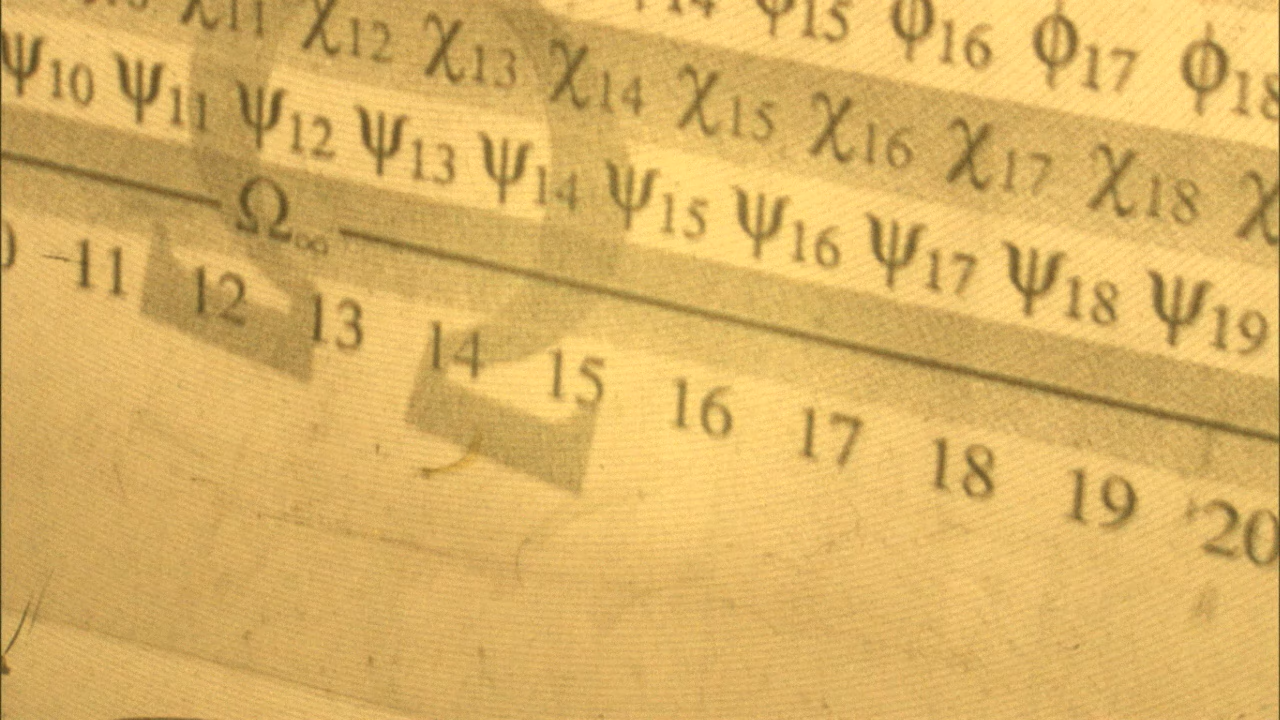 ϕ15 ϕ16 ϕ17 ϕ18
χ11 χ12 χ13 χ14 χ15 χ16 χ17 χ18 χ
ψ10 ψ11 ψ12 ψ13 ψ14 ψ15 ψ16 ψ17 ψ18 ψ19
Ω∞
11 12 13 14 15 16 17 18 19 20